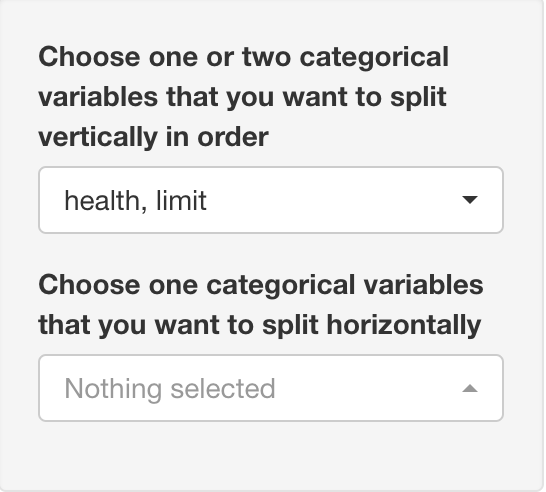 Choose one or two categorical
variables that you want to split
vertically in order
health, limit
Choose one categorical variables
that you want to split horizontally
Nothing selected